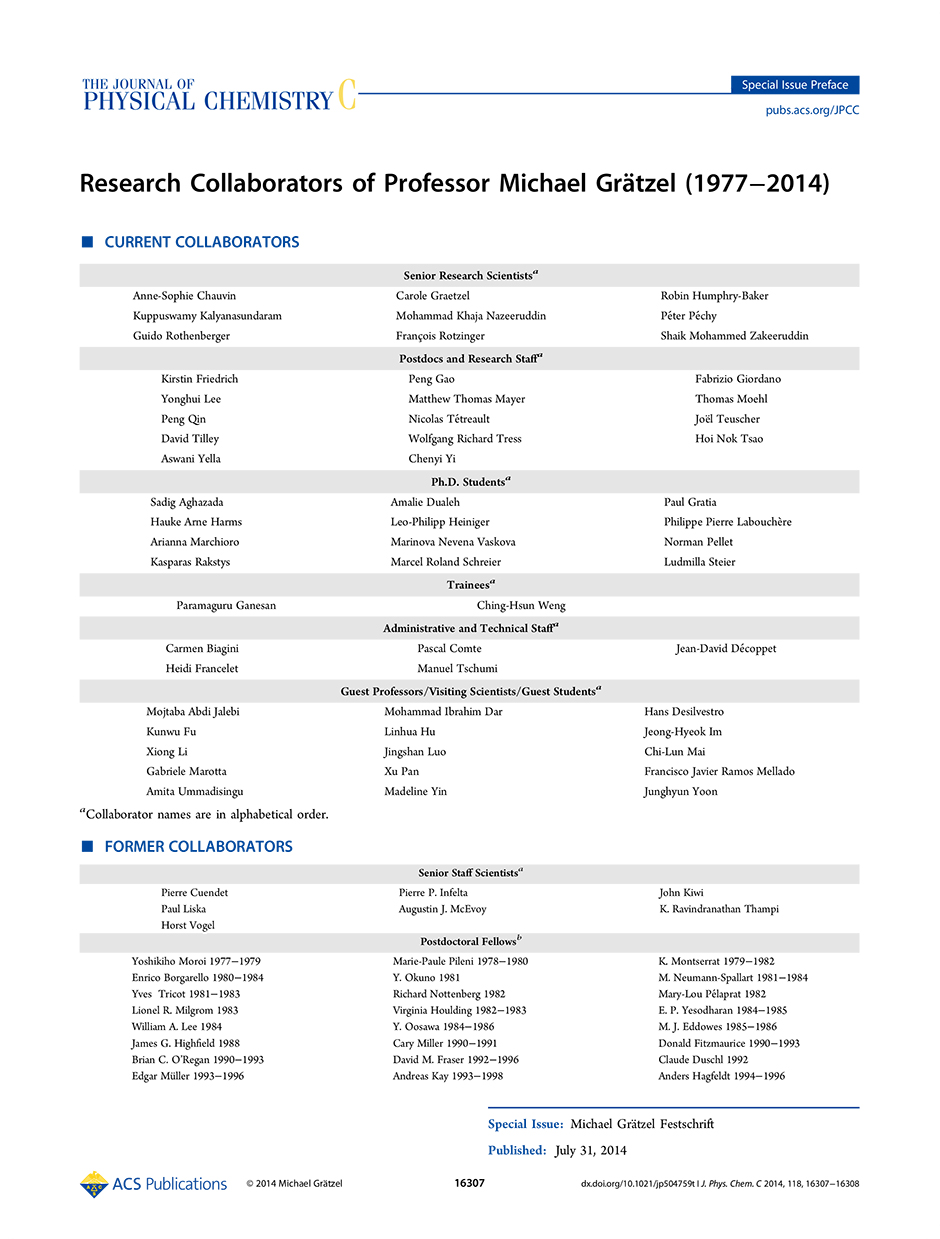 THE JOURNAL OF
PHYSICAL CHEMISTRY C
Special Issue Preface
pubs.acs.org/JPCC
Research Collaborators of Professor Michael Grätzel (1977−2014)
■ CURRENT COLLABORATORS
Senior Research Scientistsa
Anne-Sophie Chauvin Carole Graetzel Robin Humphry-Baker
Kuppuswamy Kalyanasundaram Mohammad Khaja Nazeeruddin Péter Péchy
Guido Rothenberger François Rotzinger Shaik Mohammed Zakeeruddin
Postdocs and Research Staffa
Kirstin Friedrich Peng Gao Fabrizio Giordano
Yonghui Lee Matthew Thomas Mayer Thomas Moehl
Peng Qin Nicolas Tétreault Joël Teuscher
David Tilley Wolfgang Richard Tress Hoi Nok Tsao
Aswani Yella Chenyi Yi
Ph.D. Studentsa
Sadig Aghazada Amalie Dualeh Paul Gratia
Hauke Arne Harms Leo-Philipp Heiniger Philippe Pierre Labouchère
Arianna Marchioro Marinova Nevena Vaskova Norman Pellet
Kasparas Rakstys Marcel Roland Schreier Ludmilla Steier
Traineesa
Paramaguru Ganesan Ching-Hsun Weng
Administrative and Technical Staffa
Carmen Biagini Pascal Comte Jean-David Décoppet
Heidi Francelet Manuel Tschumi
Guest Professors/Visiting Scientists/Guest Studentsa
Mojtaba Abdi Jalebi Mohammad Ibrahim Dar Hans Desilvestro
Kunwu Fu Linhua Hu Jeong-Hyeok Im
Xiong Li Jingshan Luo Chi-Lun Mai
Gabriele Marotta Xu Pan Francisco Javier Ramos Mellado
Amita Ummadisingu Madeline Yin Junghyun Yoon
aCollaborator names are in alphabetical order.
■ FORMER COLLABORATORS
Senior Staff Scientistsa
Pierre Cuendet Pierre P. Infelta John Kiwi
Paul Liska Augustin J. McEvoy K. Ravindranathan Thampi
Horst Vogel
Postdoctoral Fellowsb
Yoshikiho Moroi 1977−1979 Marie-Paule Pileni 1978−1980 K. Montserrat 1979−1982
Enrico Borgarello 1980−1984 Y. Okuno 1981 M. Neumann-Spallart 1981−1984
Yves Tricot 1981−1983 Richard Nottenberg 1982 Mary-Lou Pélaprat 1982
Lionel R. Milgrom 1983 Virginia Houlding 1982−1983 E. P. Yesodharan 1984−1985
William A. Lee 1984 Y. Oosawa 1984−1986 M. J. Eddowes 1985−1986
James G. Highfield 1988 Cary Miller 1990−1991 Donald Fitzmaurice 1990−1993
Brian C. O'Regan 1990−1993 David M. Fraser 1992−1996 Claude Duschl 1992
Edgar Müller 1993−1996 Andreas Kay 1993−1998 Anders Hagfeldt 1994−1996
Special Issue: Michael Grätzel Festschrift
Published: July 31, 2014
ACS Publications © 2014 Michael Grätzel 16307 dx.doi.org/10.1021/jp504759t | J. Phys. Chem. C 2014, 118, 16307−16308